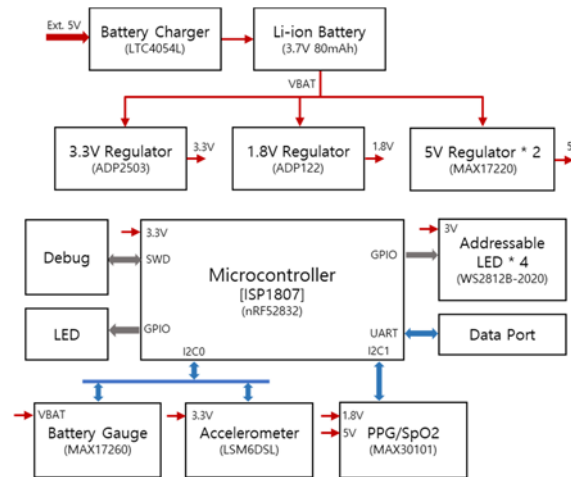 Ext. 5V
Battery Charger
(LTC4054L)
Li-ion Battery
(3.7V 80mAh)
VBAT
3.3V Regulator
(ADP2503)
3.3V
1.8V Regulator
(ADP122)
1.8V
5V Regulator * 2
(MAX17220)
5
Debug
3.3V
SWD
Microcontroller
[ISP1807]
(nRF52832)
GPIO
3V
Addressable
LED * 4
(WS2812B-2020)
LED
GPIO
UART
Data Port
I2C0
I2C1
VBAT
Battery Gauge
(MAX17260)
3.3V
Accelerometer
(LSM6DSL)
1.8V
5V
PPG/SpO2
(MAX30101)